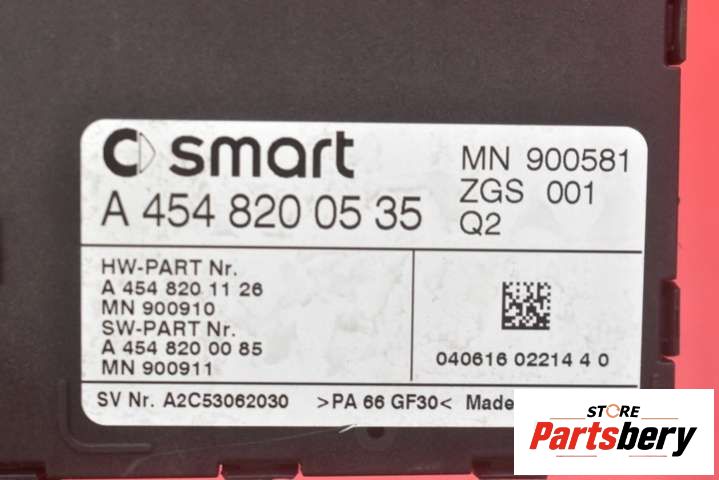 smart
MN 900581
ZGS 001
Q2
A 454 820 05 35
HW-PART Nr.
A 454 820 11 26
MN 900910
SW-PART Nr.
A 454 820 00 85
MN 900911
040616 02214 4 0
SV Nr. A2C53062030 >PA 66 GF30< Made
STORE
Partsbery